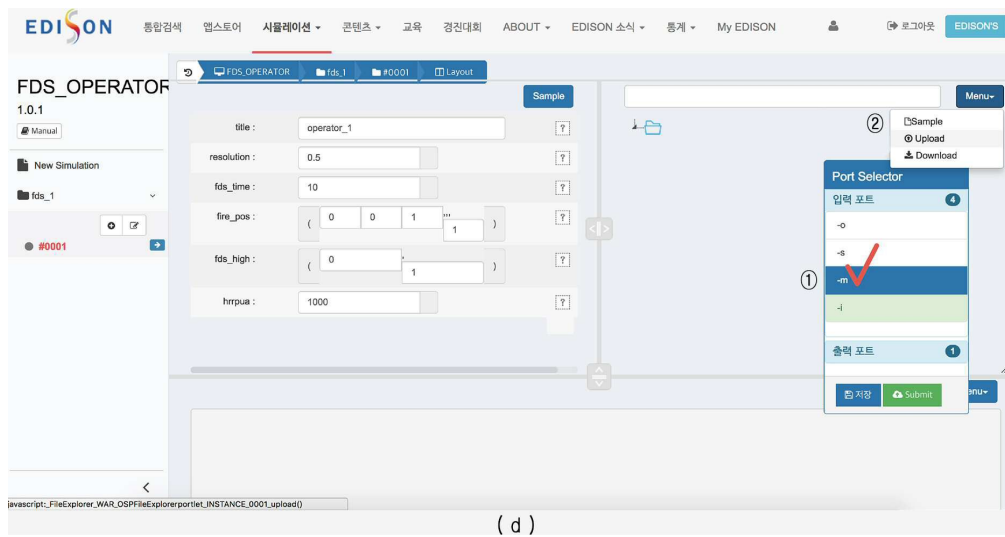 EDISON 통합검색 앱스토어 시뮬레이션 콘텐츠 교육 경진대회 ABOUT EDISON 소식 통계 My EDISON 로그아웃 EDISON'S
FDS_OPERATOR
1.0.1
Manual
New Simulation
fds_1
#0001
FDS_OPERATOR fds_1 #0001 Layout
Sample
title : operator_1 ?
resolution : 0.5 ?
fds_time : 10 ?
fire_pos : ( 0 0 1 ''' 1 ) ?
fds_high : ( 0 ' 1 ) ?
hrrpua : 1000 ?
Menu
② Sample
Upload
Download
Port Selector
입력 포트 4
-o
-s
① -m
-i
출력 포트 1
저장 Submit
enu
javascript:_FileExplorer_WAR_OSPFileExplorerportlet_INSTANCE_0001_upload()
( d )